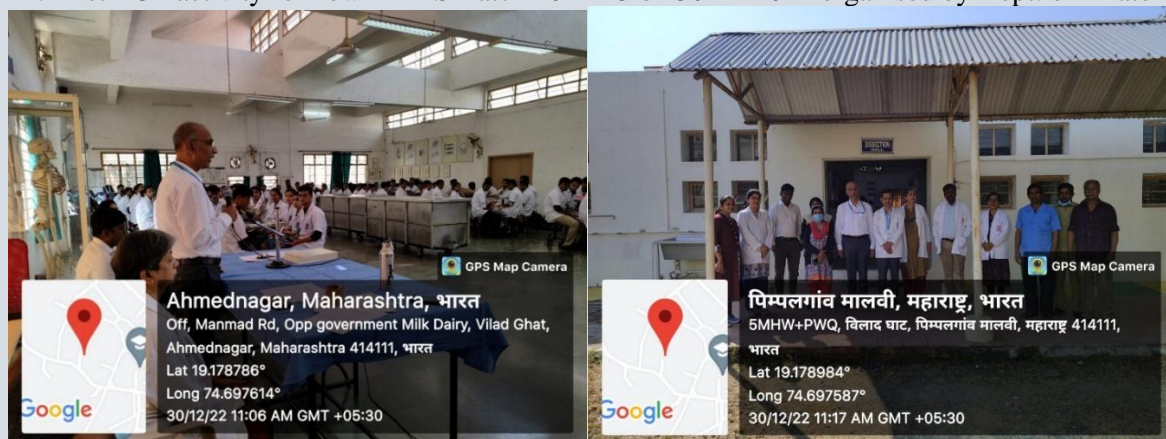 GPS Map Camera
Ahmednagar, Maharashtra, भारत
Off, Manmad Rd, Opp government Milk Dairy, Vilad Ghat,
Ahmednagar, Maharashtra 414111, भारत
Lat 19.178786°
Long 74.697614°
30/12/22 11:06 AM GMT +05:30
Google
DISSECTION
HALL
GPS Map Camera
पिम्पलगांव मालवी, महाराष्ट्र, भारत
5MHW+PWQ, विलाद घाट, पिम्पलगांव मालवी, महाराष्ट्र 414111,
भारत
Lat 19.178984°
Long 74.697587°
30/12/22 11:17 AM GMT +05:30
Google